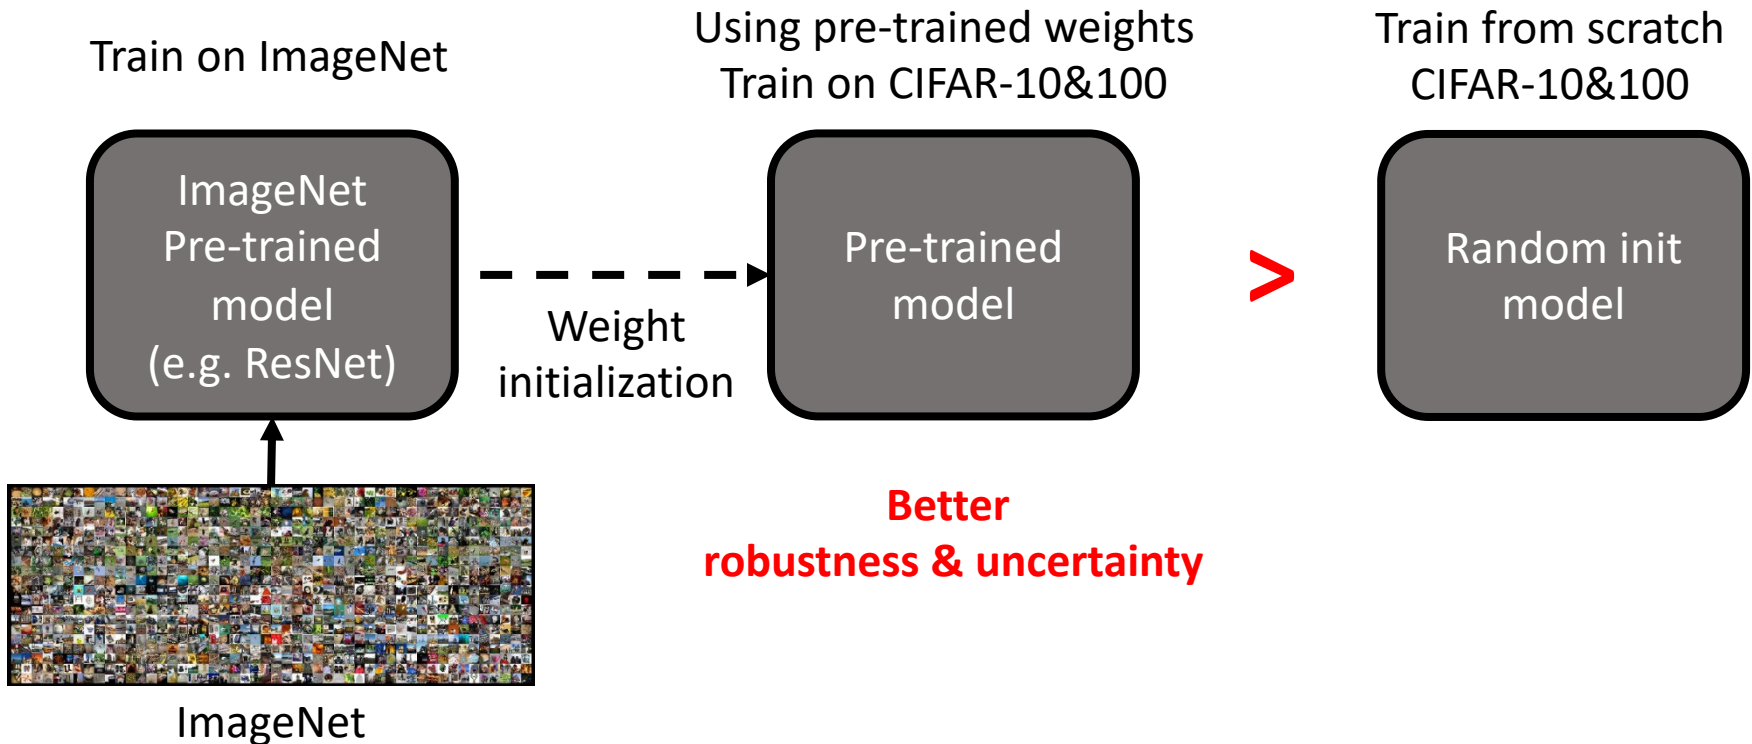 Train on ImageNet
Using pre-trained weights
Train on CIFAR-10&100
Train from scratch
CIFAR-10&100
ImageNet
Pre-trained
model
(e.g. ResNet)
Weight
initialization
Pre-trained
model
>
Random init
model
Better
robustness & uncertainty
ImageNet